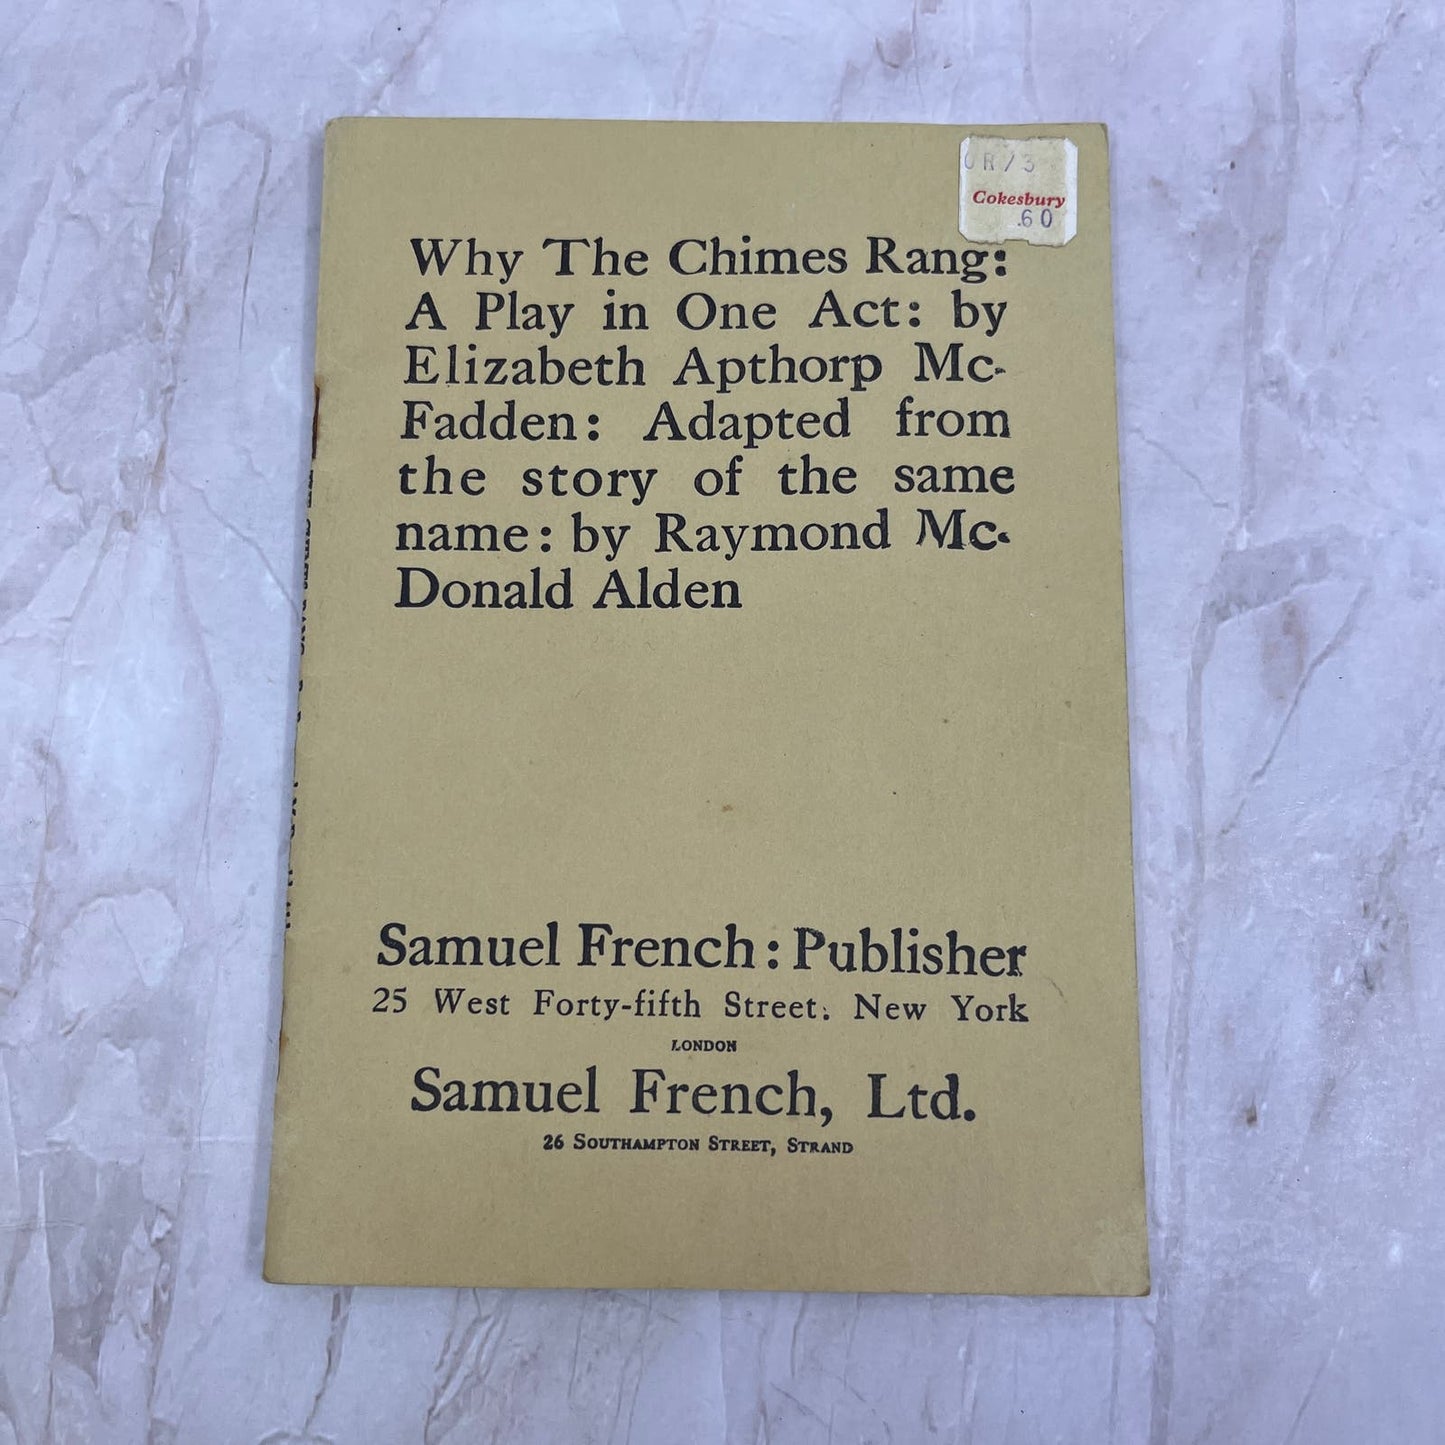 Cokesbury
.60
Why The Chimes Rang:
A Play in One Act: by
Elizabeth Apthorp Mc-
Fadden: Adapted from
the story of the same
name: by Raymond Mc-
Donald Alden
Samuel French: Publisher
25 West Forty-fifth Street: New York
LONDON
Samuel French, Ltd.
26 SOUTHAMPTON STREET, STRAND